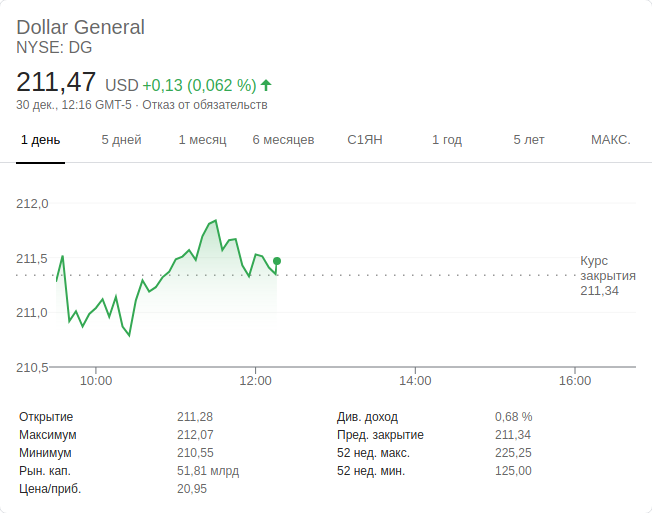 Dollar General
NYSE: DG
211,47 USD +0,13 (0,062 %)
30 дек., 12:16 GMT-5 · Отказ от обязательств
1 день 5 дней 1 месяц 6 месяцев С1ЯН 1 год 5 лет МАКС.
212,0
211,5
Курс
закрытия
211,34
211,0
210,5
10:00 12:00 14:00 16:00
Открытие 211,28 Див. доход 0,68 %
Максимум 212,07 Пред. закрытие 211,34
Минимум 210,55 52 нед. макс. 225,25
Рын. кап. 51,81 млрд 52 нед. мин. 125,00
Цена/приб. 20,95